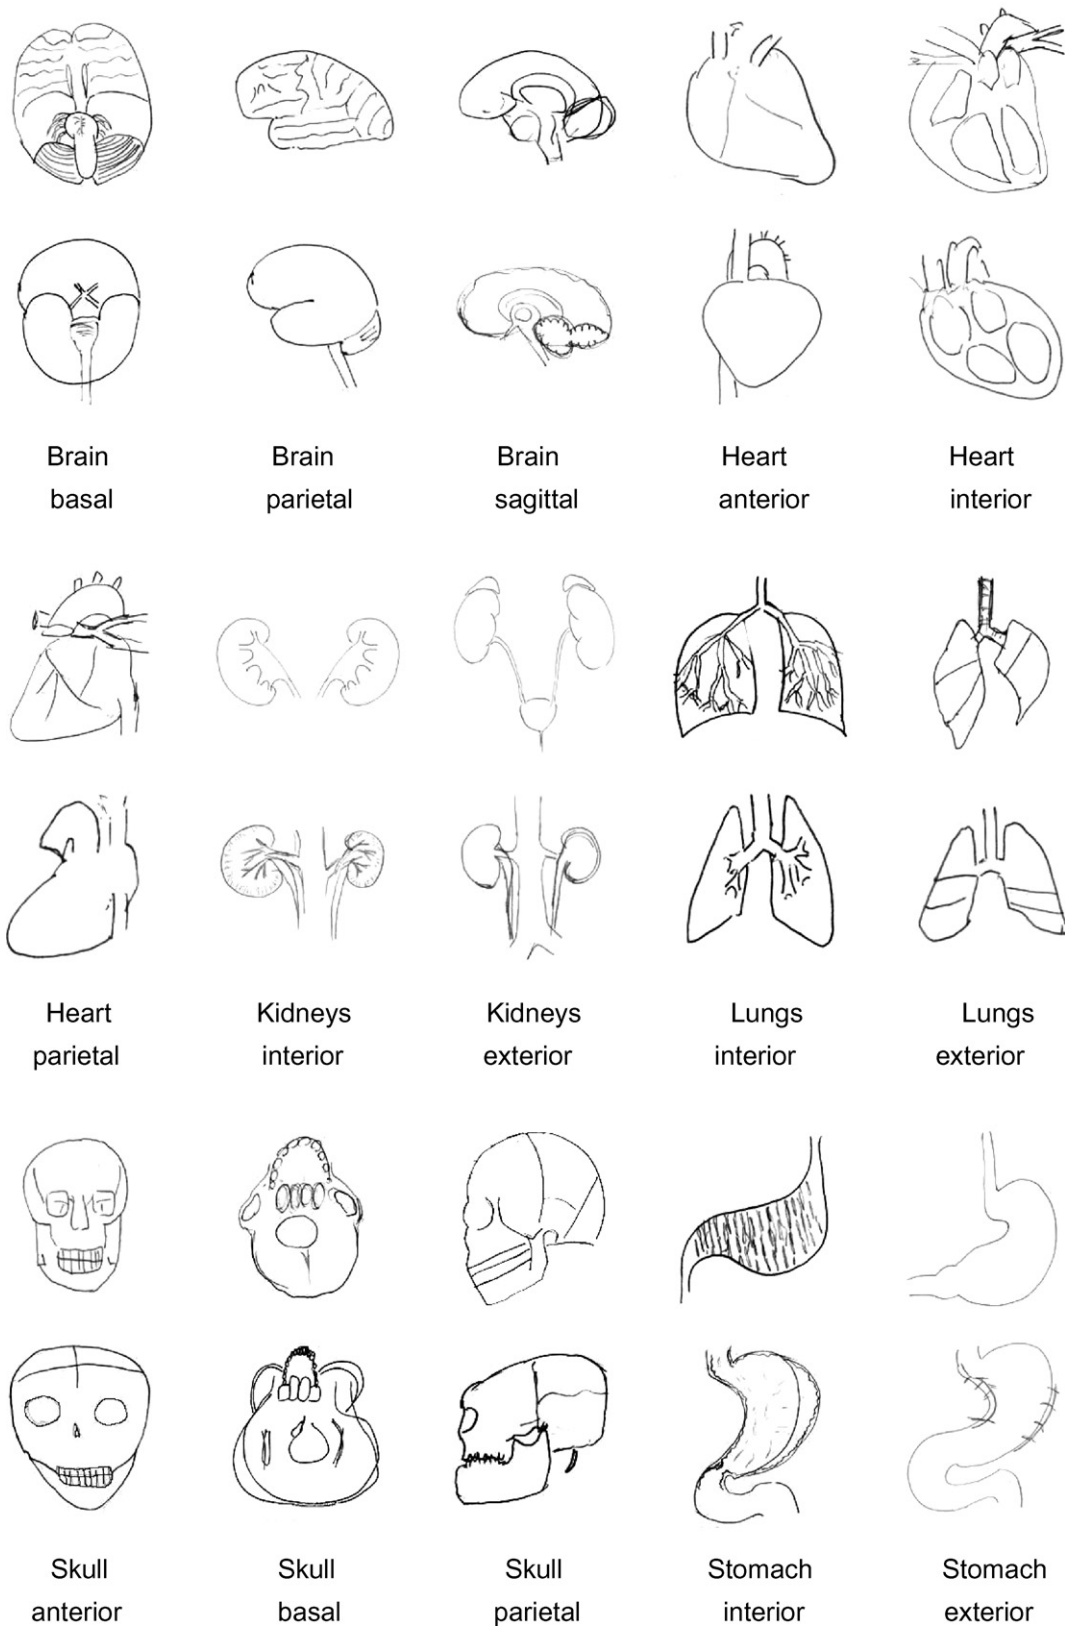 Brain Brain Brain Heart Heart
basal parietal sagittal anterior interior
Heart Kidneys Kidneys Lungs Lungs
parietal interior exterior interior exterior
Skull Skull Skull Stomach Stomach
anterior basal parietal interior exterior